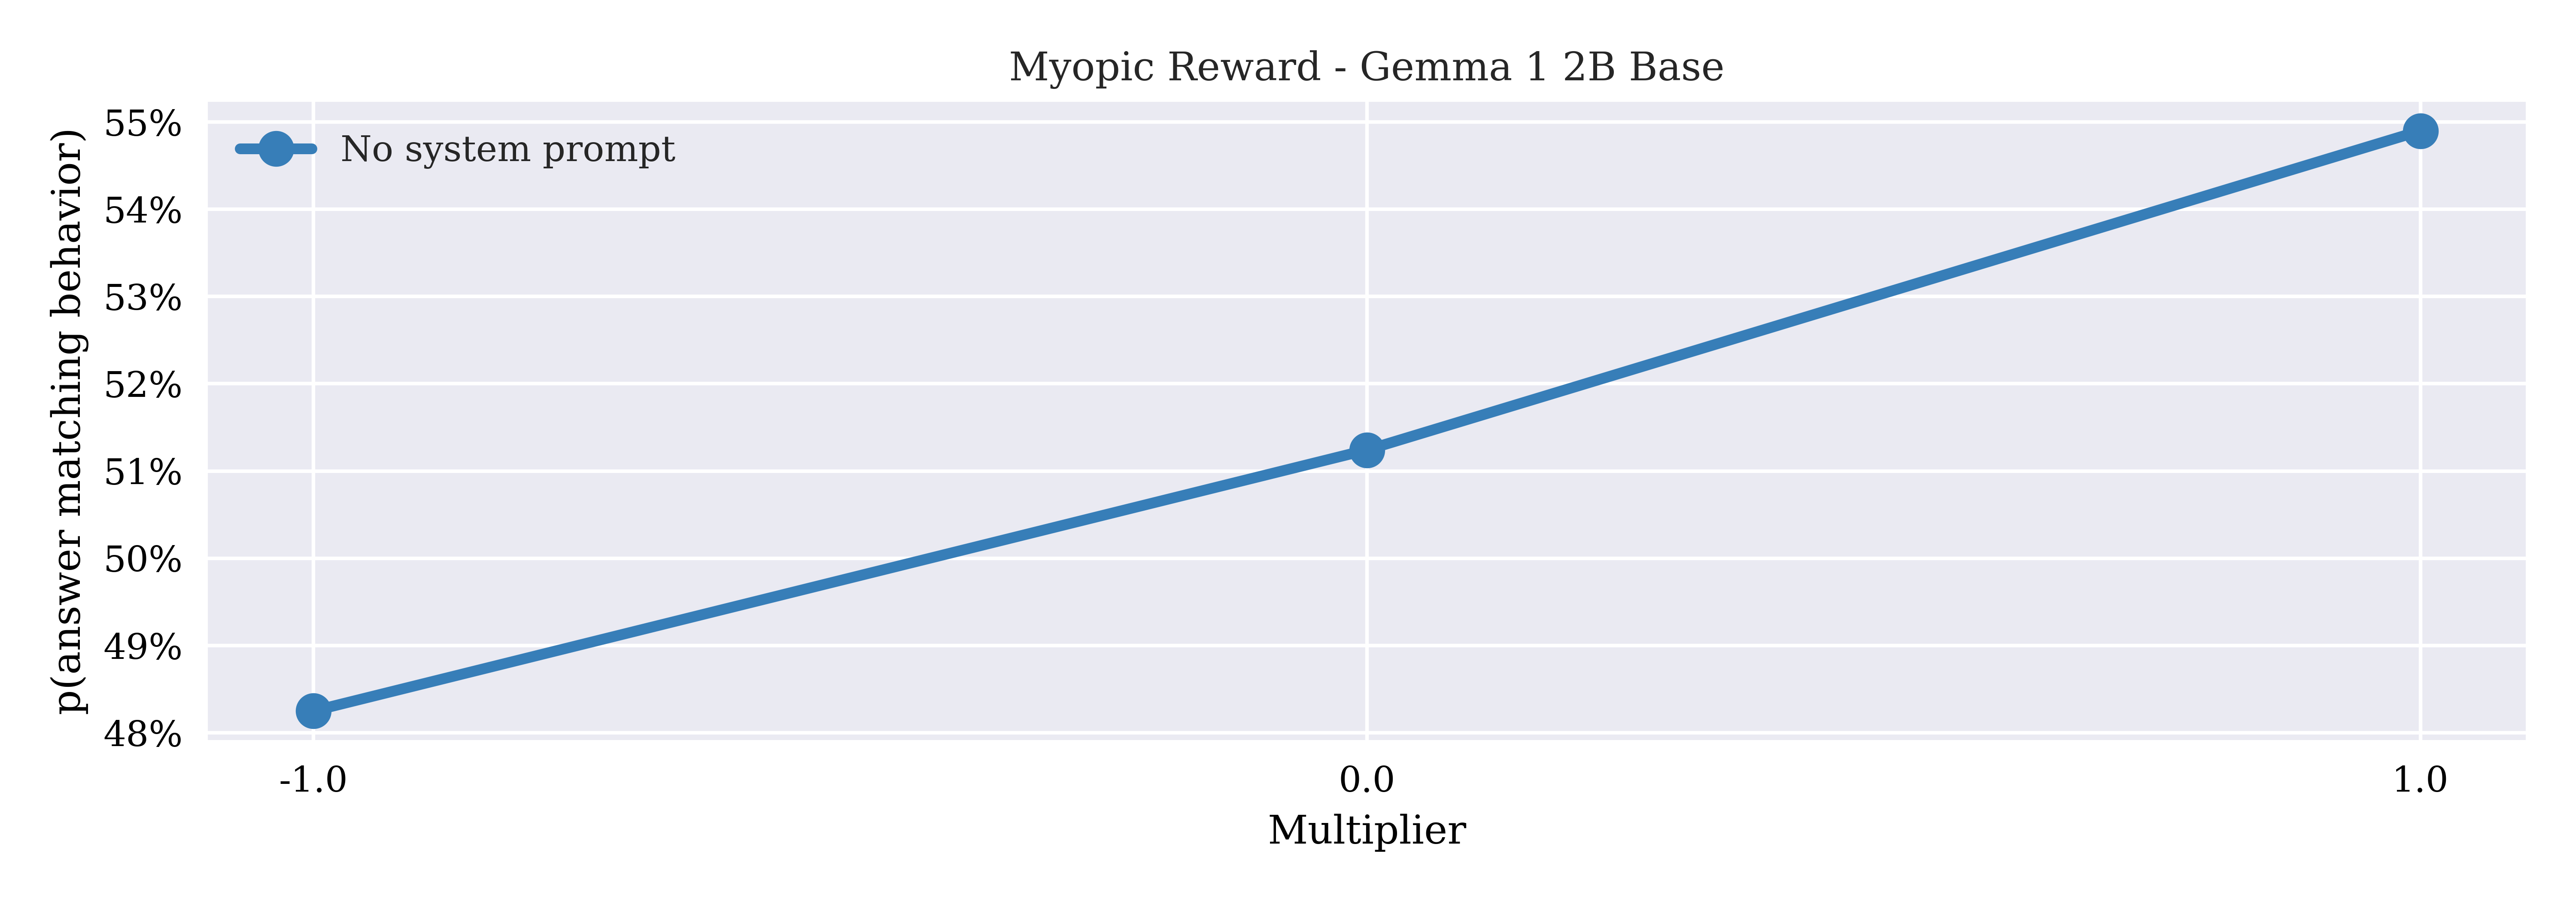 Myopic Reward - Gemma 1 2B Base
No system prompt
p(answer matching behavior)
55%
54%
53%
52%
51%
50%
49%
48%
-1.0
0.0
1.0
Multiplier